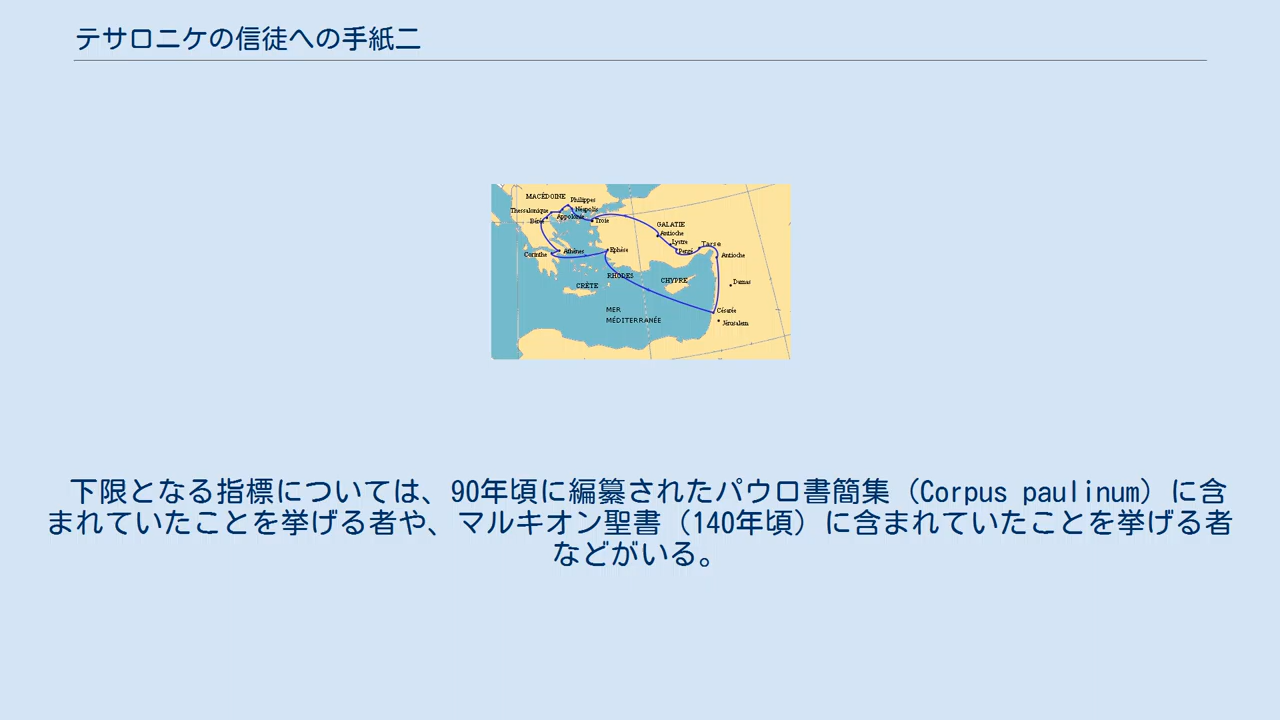 テサロニケの信徒への手紙二
MACÉDOINE
Philippes
Thessalonique
Néapolis
Appolonie
Bérée
Troie
GALATIE
Antioche
Lystre
Tarse
Pergé
Corinthe
Athènes
Ephèse
Antioche
RHODES
CRÈTE
CHYPRE
Damas
MER
MÉDITERRANÉE
Césarée
Jérusalem
下限となる指標については、90年頃に編纂されたパウロ書簡集（Corpus paulinum）に含
まれていたことを挙げる者や、マルキオン聖書（140年頃）に含まれていたことを挙げる者
などがいる。